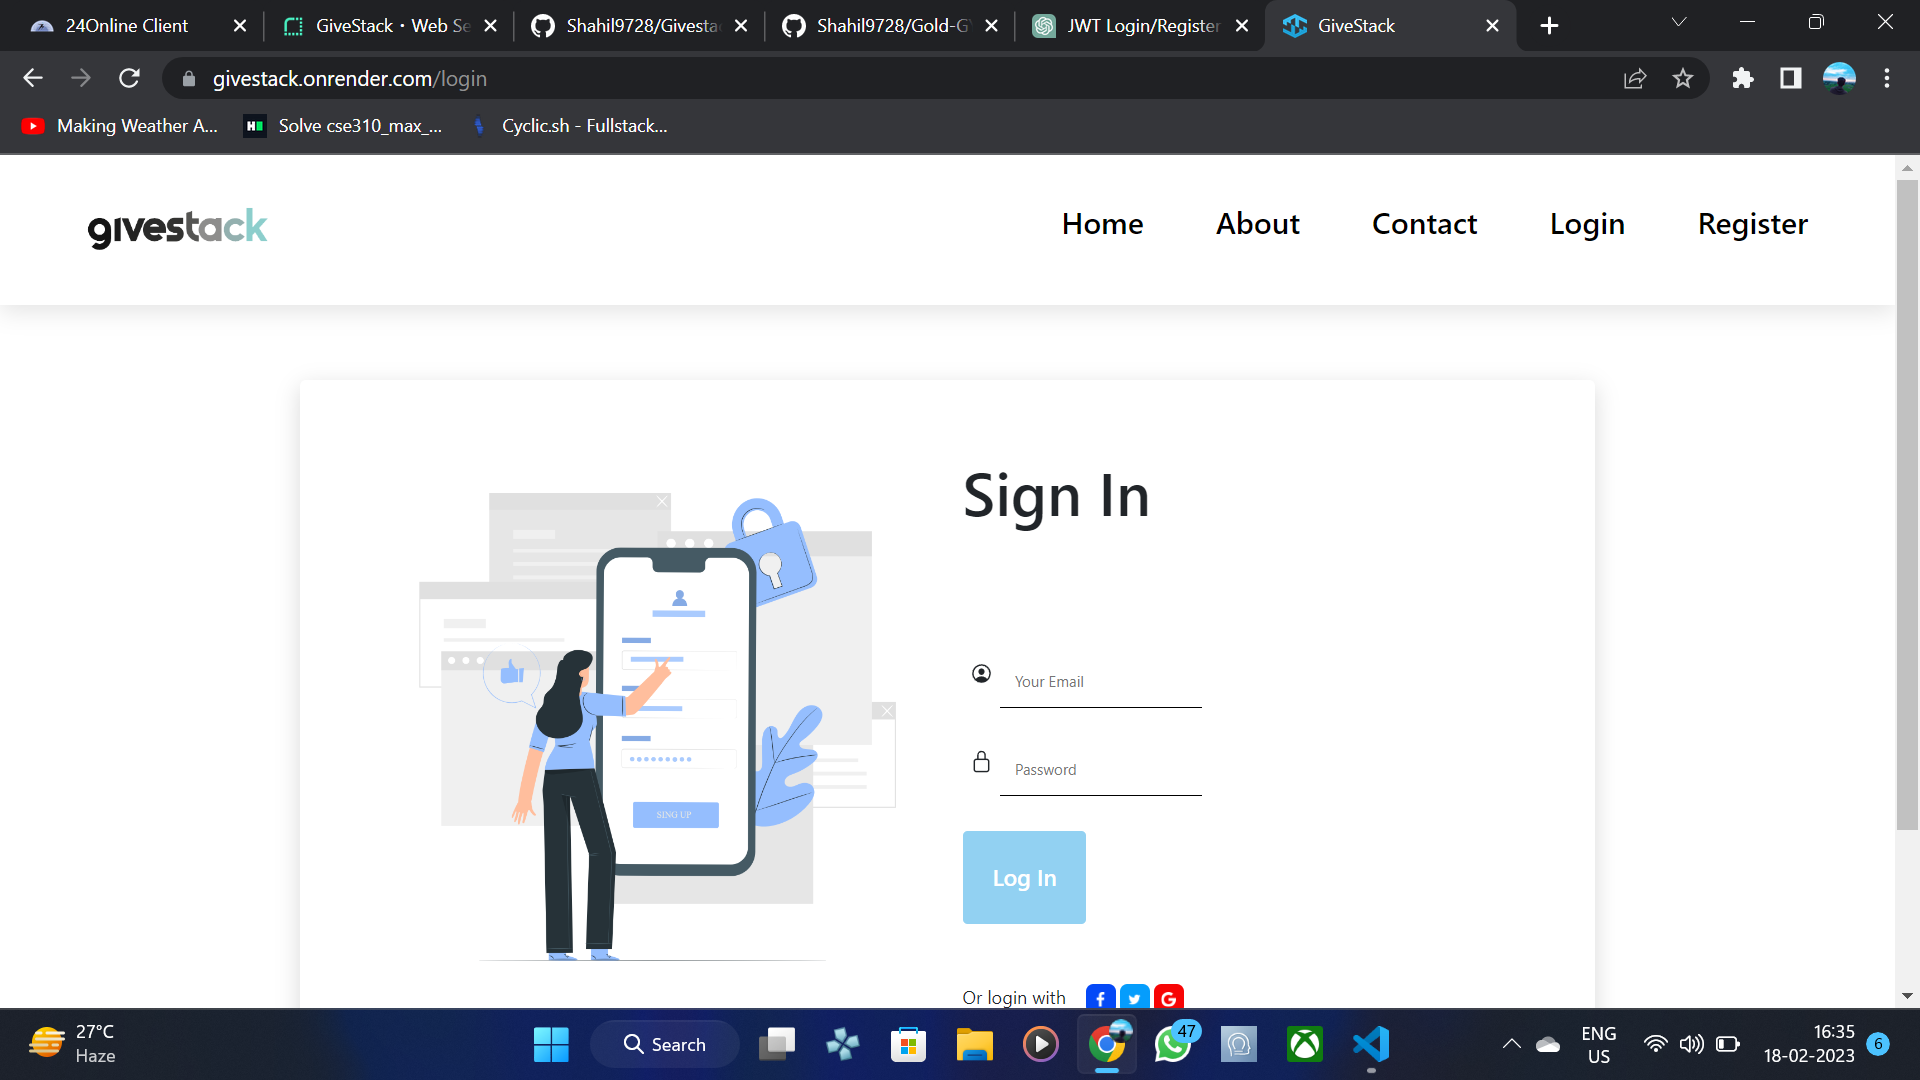 24Online Client
GiveStack · Web Se
Shahil9728/Givesta
Shahil9728/Gold-G
JWT Login/Register
GiveStack
givestack.onrender.com/login
Making Weather A...
Solve cse310_max_...
Cyclic.sh - Fullstack...
givestack
Home
About
Contact
Login
Register
Sign In
Your Email
Password
SING UP
Log In
Or login with
27°C
Haze
Search
47
ENG
US
16:35
18-02-2023
6